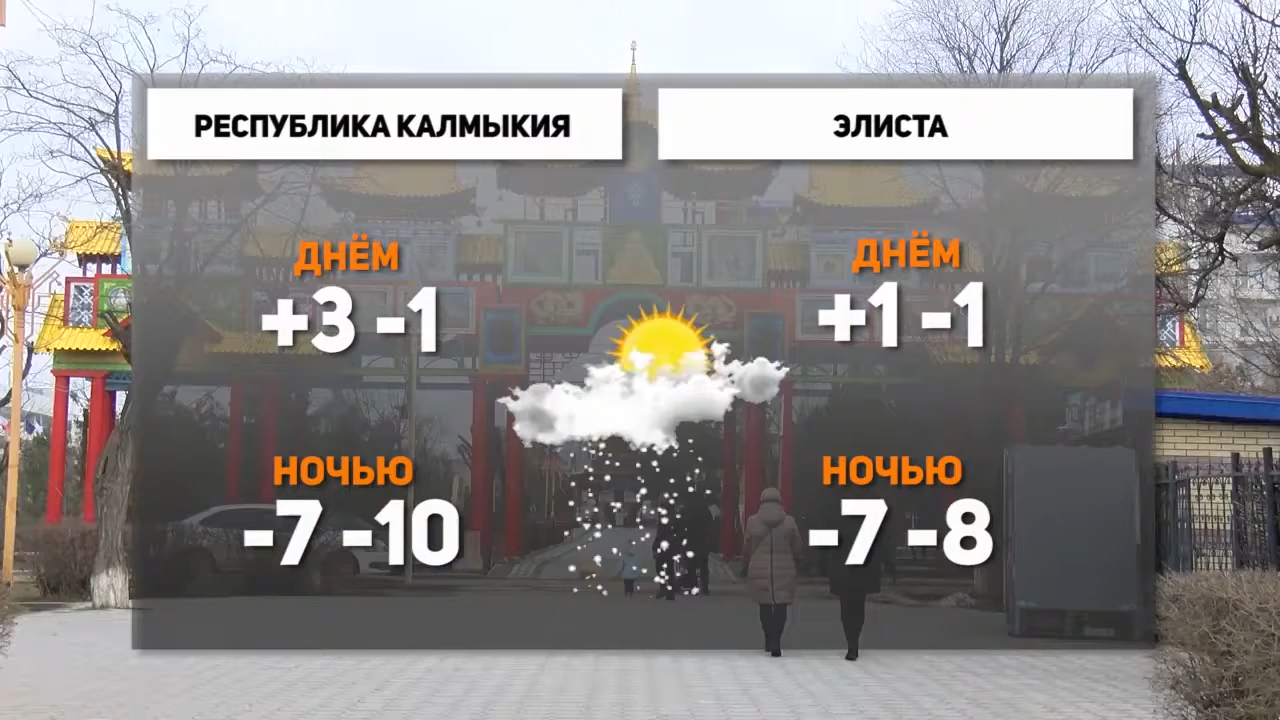 РЕСПУБЛИКА КАЛМЫКИЯ
ДНЁМ
+3 -1
НОЧЬЮ
-7 -10
ЭЛИСТА
ДНЁМ
+1 -1
НОЧЬЮ
-7 -8